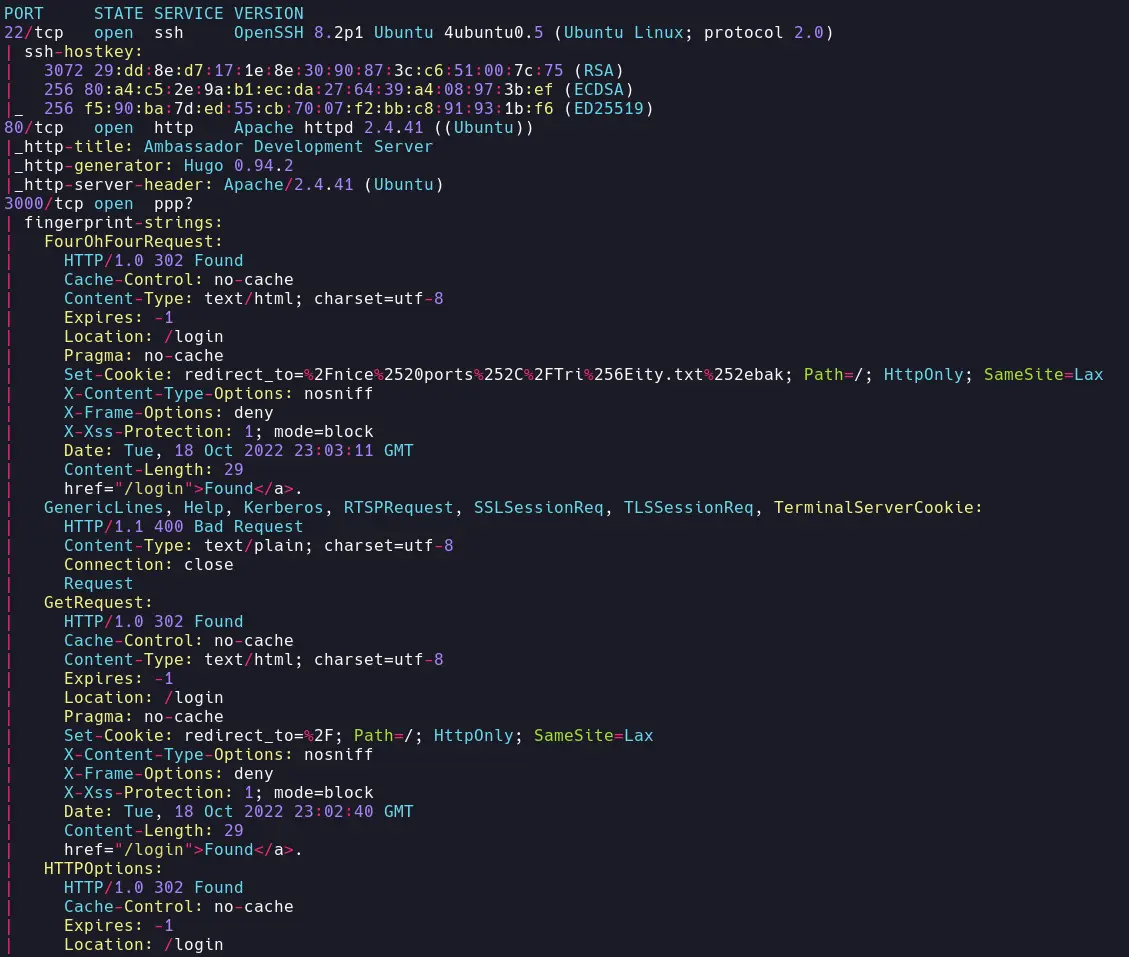 PORT     STATE SERVICE VERSION
22/tcp   open  ssh     OpenSSH 8.2p1 Ubuntu 4ubuntu0.5 (Ubuntu Linux; protocol 2.0)
| ssh-hostkey:
|   3072 29:dd:8e:d7:17:1e:8e:30:90:87:3c:c6:51:00:7c:75 (RSA)
|   256 80:a4:c5:2e:9a:b1:ec:da:27:64:39:a4:08:97:3b:ef (ECDSA)
|_  256 f5:90:ba:7d:ed:55:cb:70:07:f2:bb:c8:91:93:1b:f6 (ED25519)
80/tcp   open  http    Apache httpd 2.4.41 ((Ubuntu))
|_http-title: Ambassador Development Server
|_http-generator: Hugo 0.94.2
|_http-server-header: Apache/2.4.41 (Ubuntu)
3000/tcp open  ppp?
| fingerprint-strings:
|   FourOhFourRequest:
|     HTTP/1.0 302 Found
|     Cache-Control: no-cache
|     Content-Type: text/html; charset=utf-8
|     Expires: -1
|     Location: /login
|     Pragma: no-cache
|     Set-Cookie: redirect_to=%2Fnice%2520ports%252C%2FTri%256Eity.txt%252ebak; Path=/; HttpOnly; SameSite=Lax
|     X-Content-Type-Options: nosniff
|     X-Frame-Options: deny
|     X-Xss-Protection: 1; mode=block
|     Date: Tue, 18 Oct 2022 23:03:11 GMT
|     Content-Length: 29
|     href="/login">Found</a>.
|   GenericLines, Help, Kerberos, RTSPRequest, SSLSessionReq, TLSSessionReq, TerminalServerCookie:
|     HTTP/1.1 400 Bad Request
|     Content-Type: text/plain; charset=utf-8
|     Connection: close
|     Request
|   GetRequest:
|     HTTP/1.0 302 Found
|     Cache-Control: no-cache
|     Content-Type: text/html; charset=utf-8
|     Expires: -1
|     Location: /login
|     Pragma: no-cache
|     Set-Cookie: redirect_to=%2F; Path=/; HttpOnly; SameSite=Lax
|     X-Content-Type-Options: nosniff
|     X-Frame-Options: deny
|     X-Xss-Protection: 1; mode=block
|     Date: Tue, 18 Oct 2022 23:02:40 GMT
|     Content-Length: 29
|     href="/login">Found</a>.
|   HTTPOptions:
|     HTTP/1.0 302 Found
|     Cache-Control: no-cache
|     Expires: -1
|     Location: /login